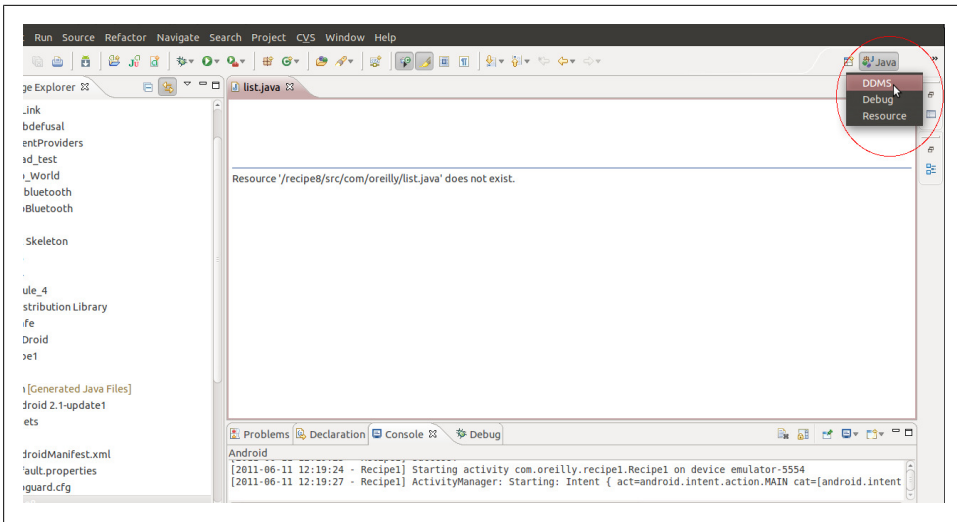 Run Source Refactor Navigate Search Project CVS Window Help
Java
»
ge Explorer
list.java
DDMS
Debug
Resource
Link
bdefusal
entProviders
ad_test
_World
bluetooth
Bluetooth
Skeleton
ule_4
stribution Library
fe
Droid
pe1
[Generated Java Files]
droid 2.1-update1
ets
droidManifest.xml
fault.properties
guard.cfg
Resource '/recipe8/src/com/oreilly/list.java' does not exist.
Problems Declaration Console Debug
Android
[2011-06-11 12:19:24 - Recipe1] Starting activity com.oreilly.recipe1.Recipe1 on device emulator-5554
[2011-06-11 12:19:27 - Recipe1] ActivityManager: Starting: Intent { act=android.intent.action.MAIN cat=[android.intent